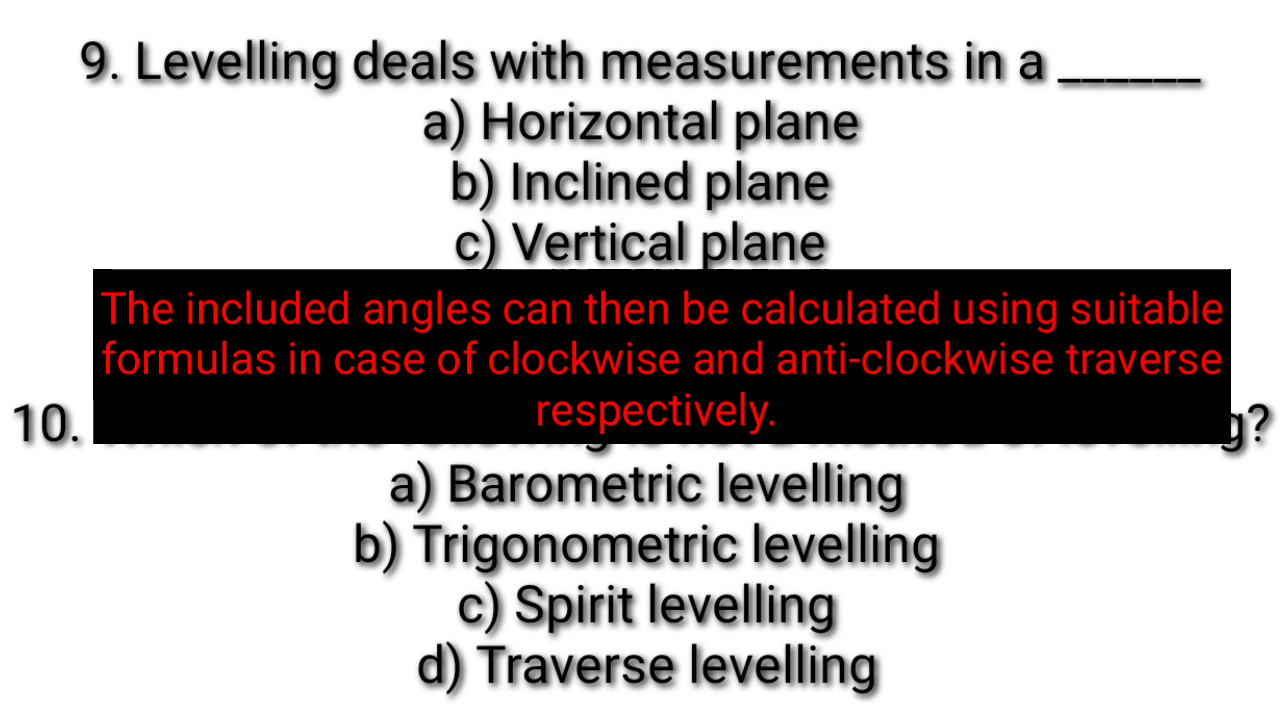 9. Levelling deals with measurements in a ______
a) Horizontal plane
b) Inclined plane
c) Vertical plane
The included angles can then be calculated using suitable
formulas in case of clockwise and anti-clockwise traverse
respectively.
10.
a) Barometric levelling
b) Trigonometric levelling
c) Spirit levelling
d) Traverse levelling